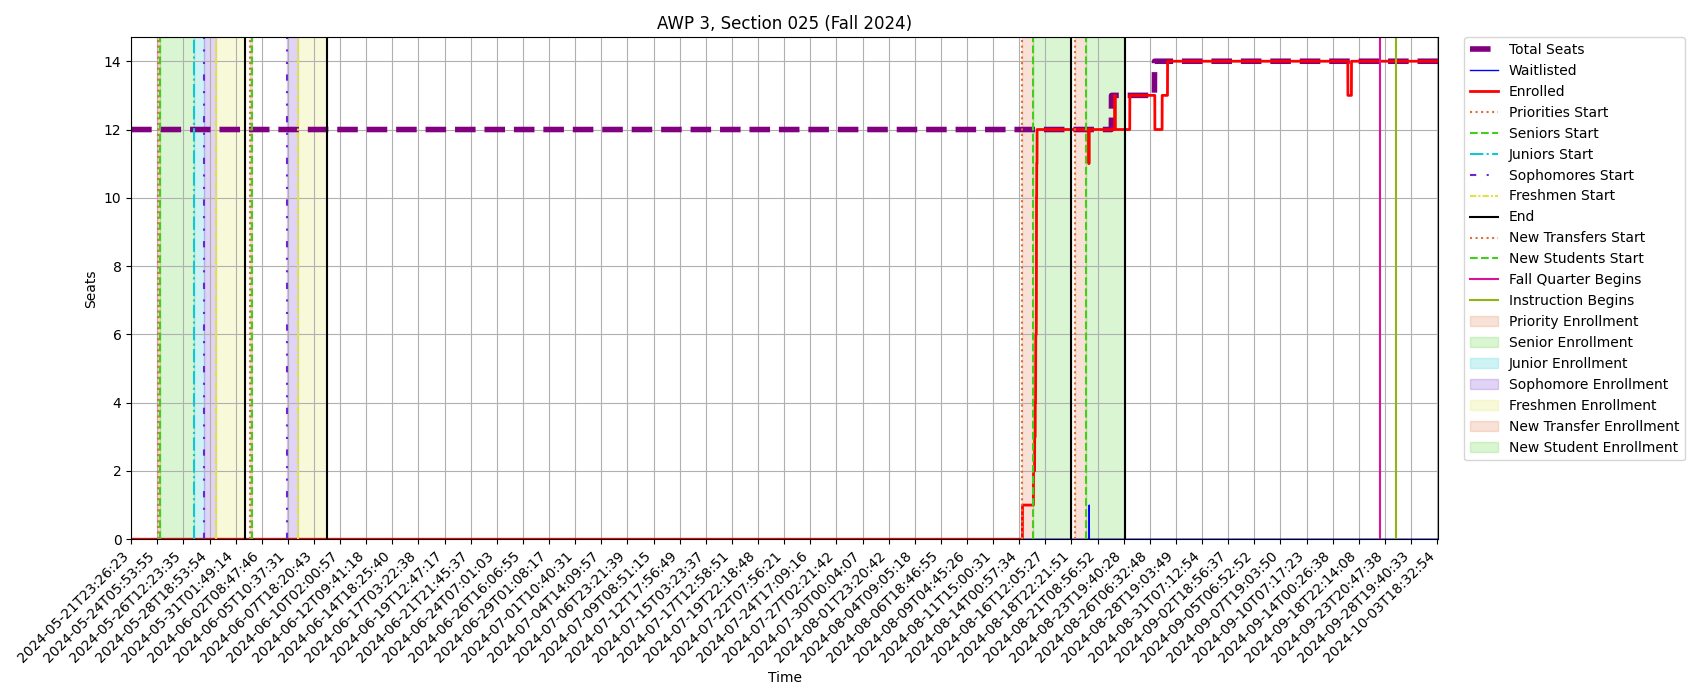 AWP 3, Section 025 (Fall 2024)
Seats
14
12
10
8
6
4
2
0
2024-05-21T23:26:23
2024-05-24T05:53:55
2024-05-26T12:23:35
2024-05-28T18:53:54
2024-05-31T01:49:14
2024-06-02T08:47:46
2024-06-05T10:37:31
2024-06-07T18:20:43
2024-06-10T02:00:57
2024-06-12T09:41:18
2024-06-14T18:25:40
2024-06-17T03:22:38
2024-06-19T12:47:17
2024-06-21T21:45:37
2024-06-24T07:01:03
2024-06-26T16:06:55
2024-06-29T01:08:17
2024-07-01T10:40:31
2024-07-04T14:09:57
2024-07-06T23:21:39
2024-07-09T08:51:15
2024-07-12T17:56:49
2024-07-15T03:23:37
2024-07-17T12:58:51
2024-07-19T22:18:48
2024-07-22T07:56:21
2024-07-24T17:09:16
2024-07-27T02:21:42
2024-07-30T00:04:07
2024-08-01T23:20:42
2024-08-04T09:05:18
2024-08-06T18:46:55
2024-08-09T04:45:26
2024-08-11T15:00:31
2024-08-14T00:57:34
2024-08-16T12:05:27
2024-08-18T22:21:51
2024-08-21T08:56:52
2024-08-23T19:40:28
2024-08-26T06:32:48
2024-08-28T19:03:49
2024-08-31T07:12:54
2024-09-02T18:56:37
2024-09-05T06:52:52
2024-09-07T19:03:50
2024-09-10T07:17:23
2024-09-14T00:26:38
2024-09-18T22:14:08
2024-09-23T20:47:38
2024-09-28T19:40:33
2024-10-03T18:32:54
Time
Total Seats
Waitlisted
Enrolled
Priorities Start
Seniors Start
Juniors Start
Sophomores Start
Freshmen Start
End
New Transfers Start
New Students Start
Fall Quarter Begins
Instruction Begins
Priority Enrollment
Senior Enrollment
Junior Enrollment
Sophomore Enrollment
Freshmen Enrollment
New Transfer Enrollment
New Student Enrollment